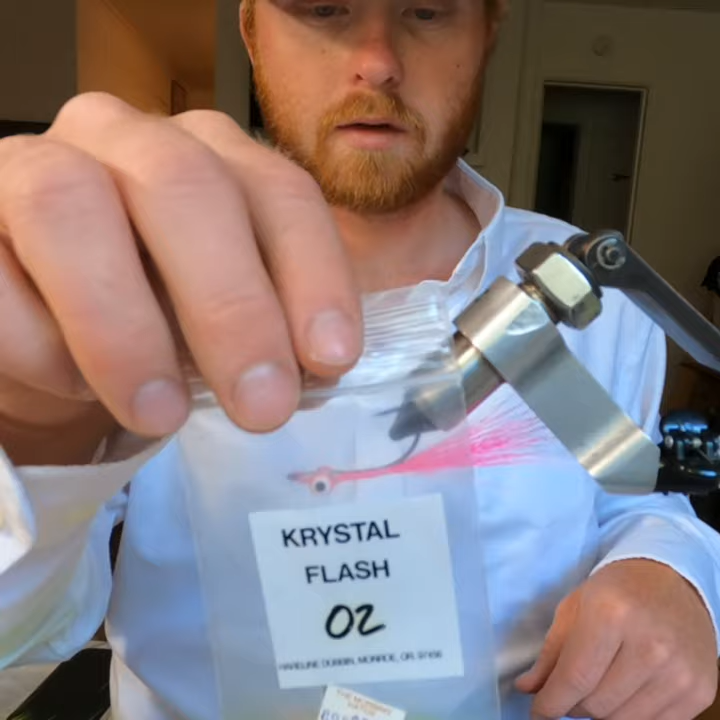 KRYSTAL
FLASH
02
HARELINE DUBBIN, MONROE, OR. 97456